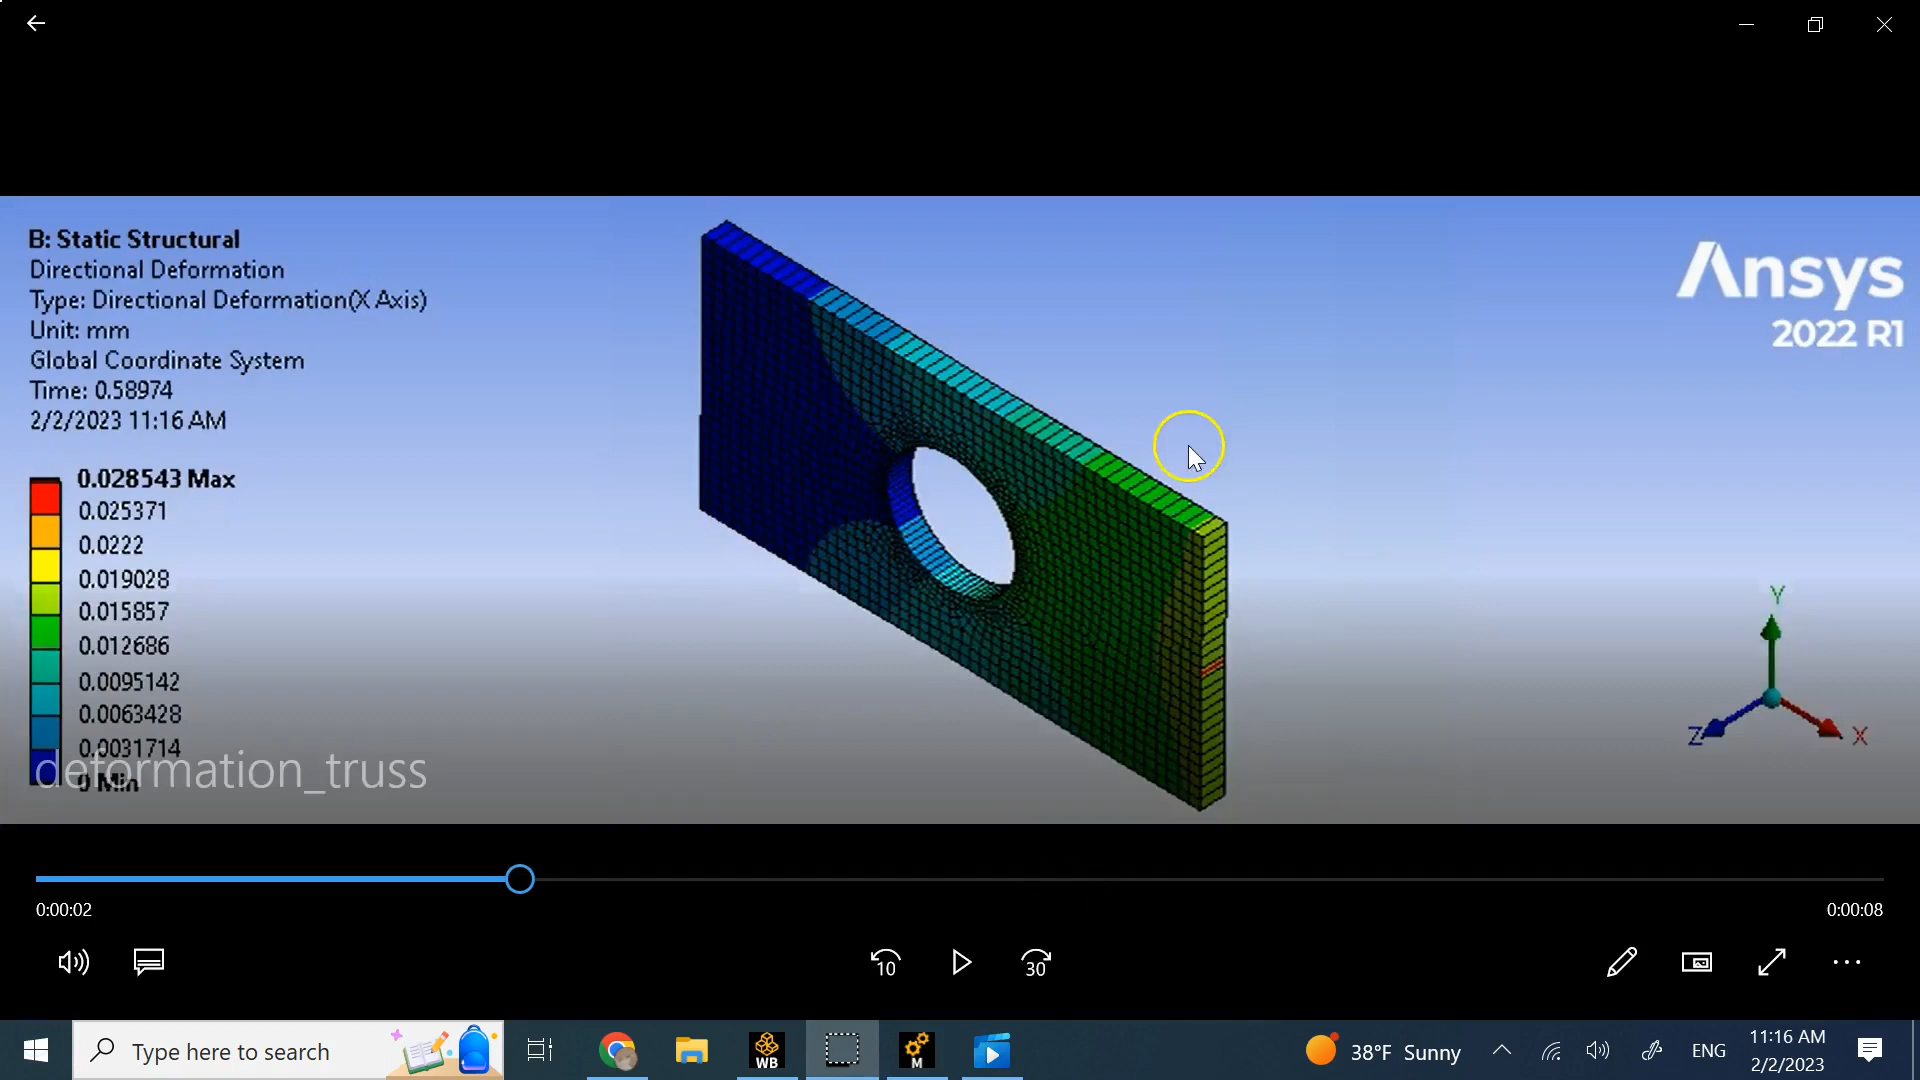 B: Static Structural
Directional Deformation
Type: Directional Deformation(X Axis)
Unit: mm
Global Coordinate System
Time: 0.58974
2/2/2023 11:16 AM
Ansys
2022 R1
0.028543 Max
0.025371
0.0222
0.019028
0.015857
0.012686
0.0095142
0.0063428
0.0031714
0 Min
deformation_truss
Y
Z
X
0:00:02
0:00:08
10
30
Type here to search
WB
M
38°F Sunny
ENG
11:16 AM
2/2/2023